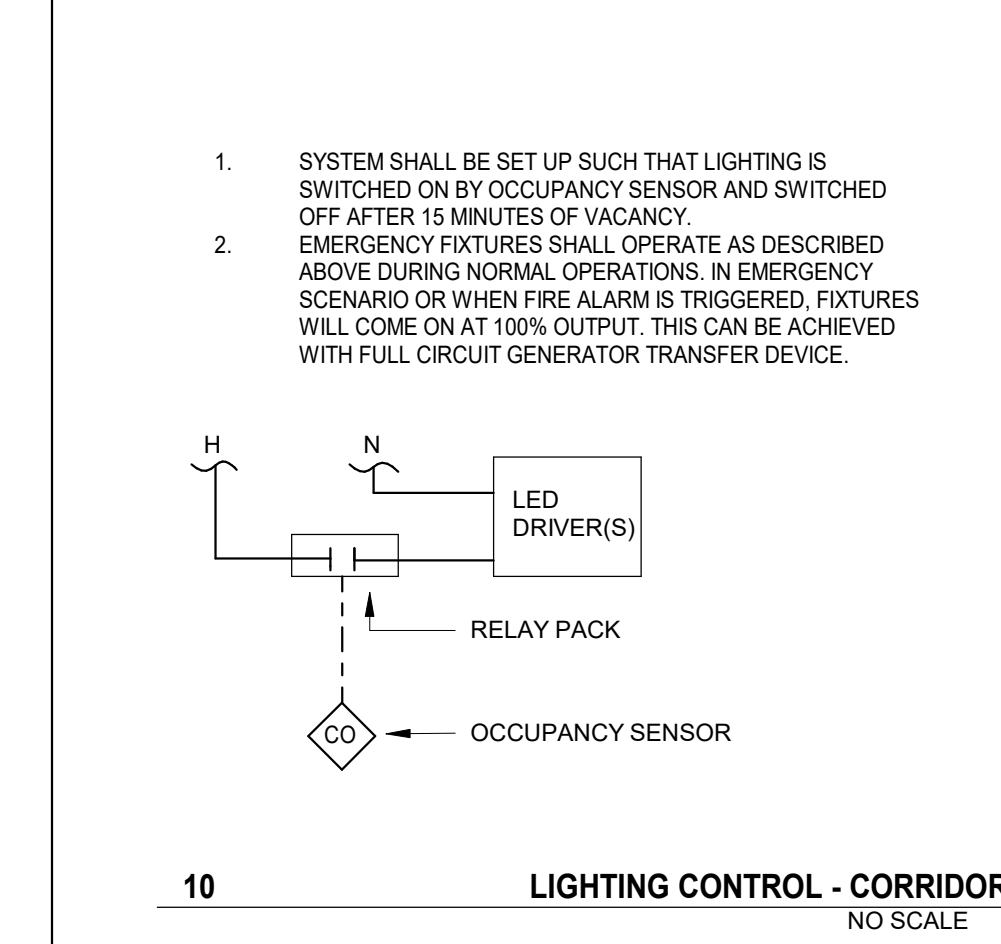 1. SYSTEM SHALL BE SET UP SUCH THAT LIGHTING IS
SWITCHED ON BY OCCUPANCY SENSOR AND SWITCHED
OFF AFTER 15 MINUTES OF VACANCY.
2. EMERGENCY FIXTURES SHALL OPERATE AS DESCRIBED
ABOVE DURING NORMAL OPERATIONS. IN EMERGENCY
SCENARIO OR WHEN FIRE ALARM IS TRIGGERED, FIXTURES
WILL COME ON AT 100% OUTPUT. THIS CAN BE ACHIEVED
WITH FULL CIRCUIT GENERATOR TRANSFER DEVICE.
H N
LED
DRIVER(S)
RELAY PACK
CO OCCUPANCY SENSOR
10 LIGHTING CONTROL - CORRIDOR
NO SCALE